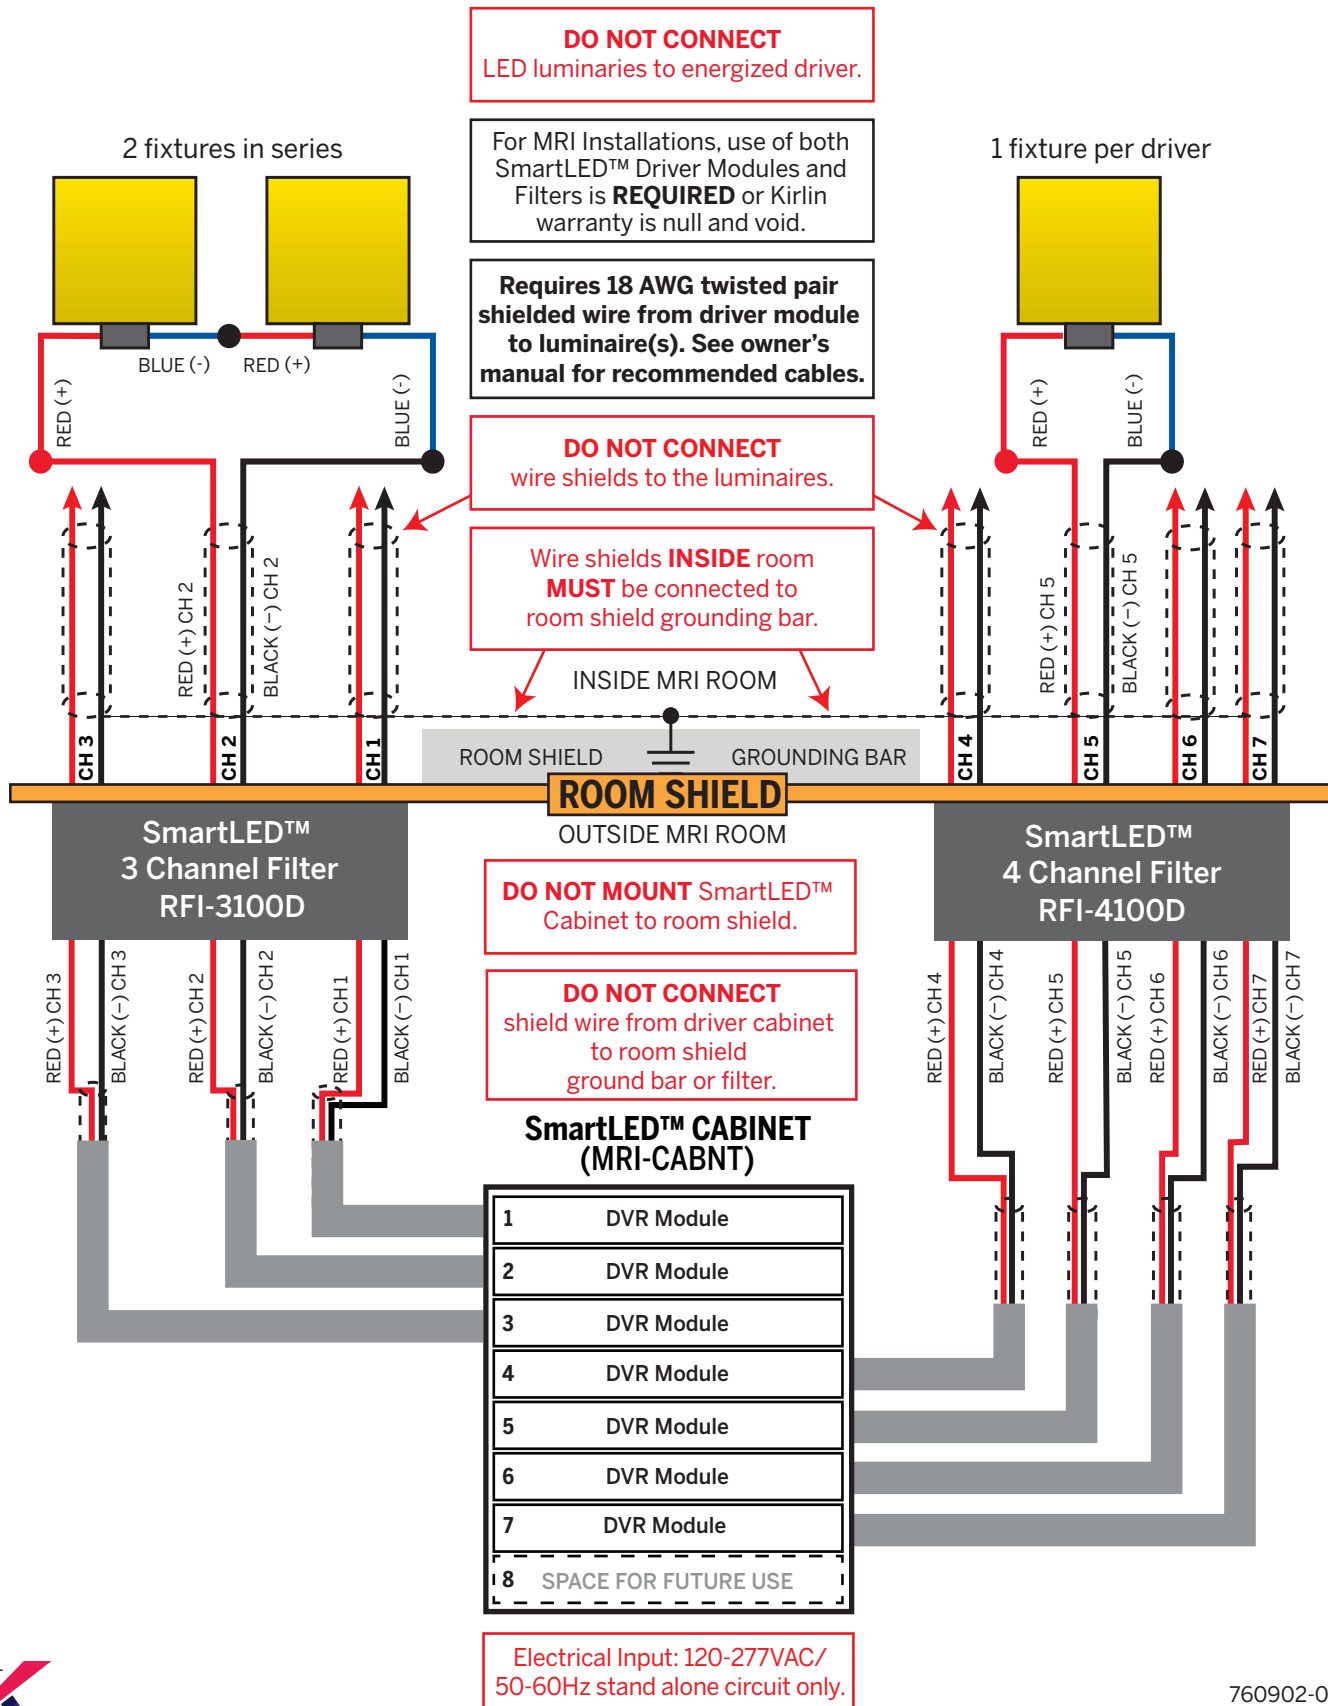 DO NOT CONNECT
LED luminaries to energized driver.
2 fixtures in series
For MRI Installations, use of both
SmartLED™ Driver Modules and
Filters is REQUIRED or Kirlin
warranty is null and void.
1 fixture per driver
Requires 18 AWG twisted pair
shielded wire from driver module
to luminaire(s). See owner's
manual for recommended cables.
BLUE (-)
RED (+)
RED (+)
BLUE (-)
RED (+)
BLUE (-)
DO NOT CONNECT
wire shields to the luminaires.
Wire shields INSIDE room
MUST be connected to
room shield grounding bar.
RED (+) CH 2
BLACK (−) CH 2
RED (+) CH 5
BLACK (−) CH 5
INSIDE MRI ROOM
CH 3
CH 2
CH 1
ROOM SHIELD
GROUNDING BAR
CH 4
CH 5
CH 6
CH 7
ROOM SHIELD
OUTSIDE MRI ROOM
SmartLED™
3 Channel Filter
RFI-3100D
SmartLED™
4 Channel Filter
RFI-4100D
DO NOT MOUNT SmartLED™
Cabinet to room shield.
RED (+) CH 3
BLACK (−) CH 3
RED (+) CH 2
BLACK (−) CH 2
RED (+) CH 1
BLACK (−) CH 1
RED (+) CH 4
BLACK (−) CH 4
RED (+) CH 5
BLACK (−) CH 5
RED (+) CH 6
BLACK (−) CH 6
RED (+) CH 7
BLACK (−) CH 7
DO NOT CONNECT
shield wire from driver cabinet
to room shield
ground bar or filter.
SmartLED™ CABINET
(MRI-CABNT)
1 DVR Module
2 DVR Module
3 DVR Module
4 DVR Module
5 DVR Module
6 DVR Module
7 DVR Module
8 SPACE FOR FUTURE USE
Electrical Input: 120-277VAC/
50-60Hz stand alone circuit only.
760902-0